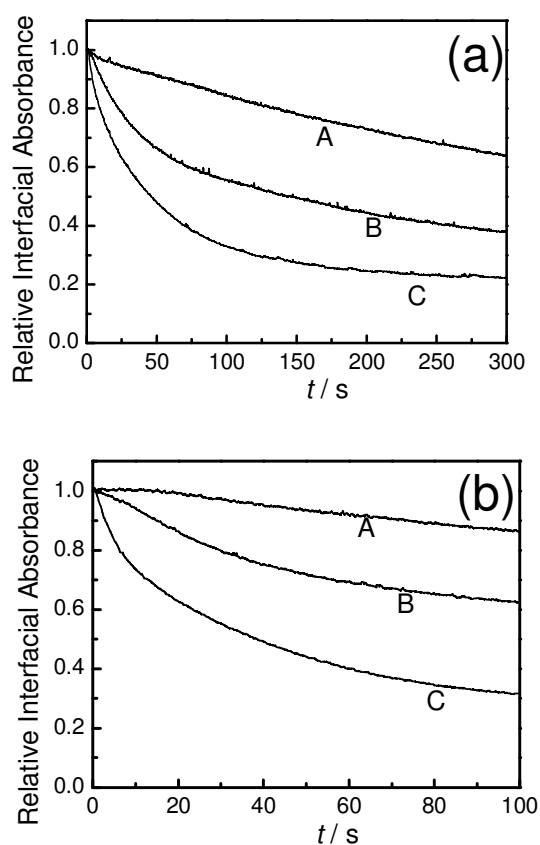 (a)
Relative Interfacial Absorbance
1.0
0.8
0.6
0.4
0.2
0.0
A
B
C
0 50 100 150 200 250 300
t / s
(b)
Relative Interfacial Absorbance
1.0
0.8
0.6
0.4
0.2
0.0
A
B
C
0 20 40 60 80 100
t / s